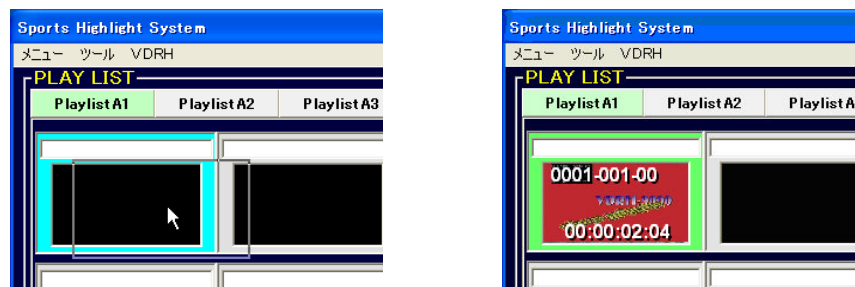 Sports Highlight System
メニュー ツール VDRH
PLAY LIST
Playlist A1 Playlist A2 Playlist A3
Sports Highlight System
メニュー ツール VDRH
PLAY LIST
Playlist A1 Playlist A2 Playlist A
0001-001-00
00:00:02:04